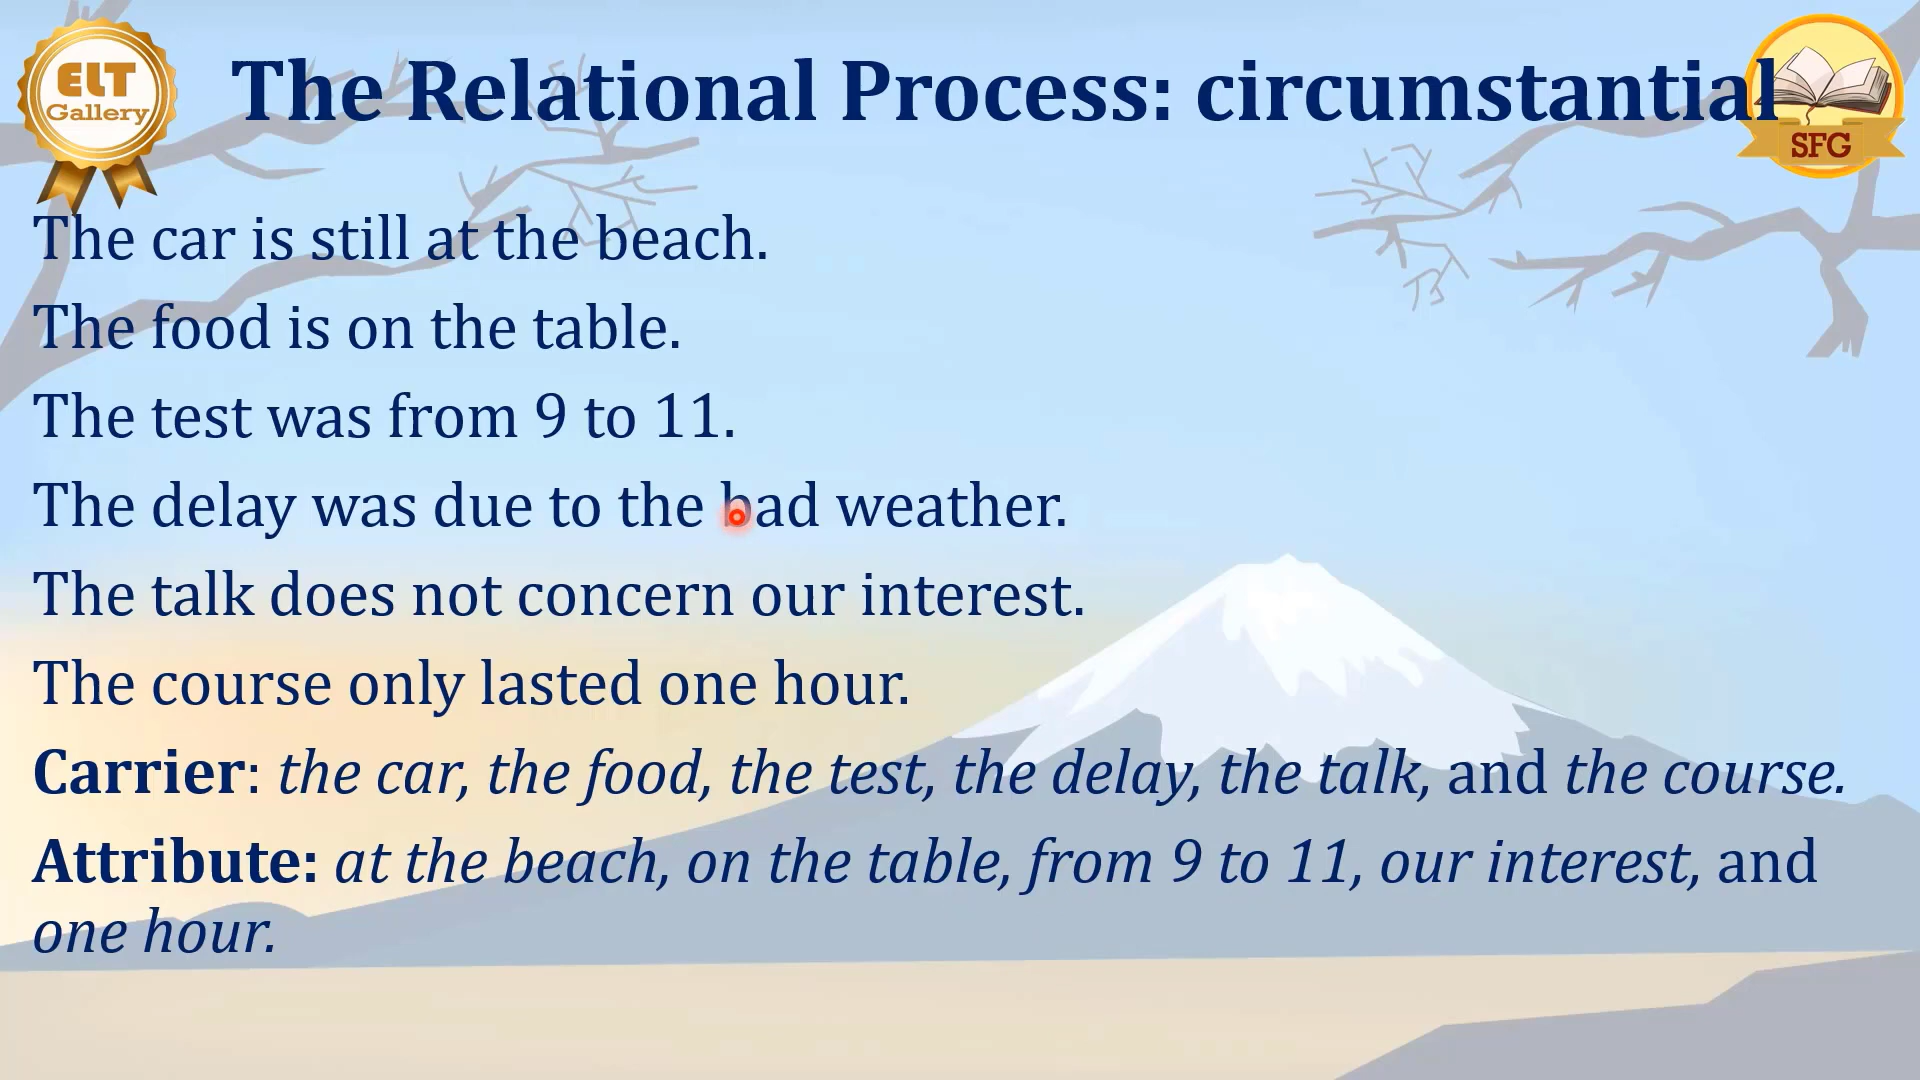 ELT
Gallery
The Relational Process: circumstantial
SFG
The car is still at the beach.
The food is on the table.
The test was from 9 to 11.
The delay was due to the bad weather.
The talk does not concern our interest.
The course only lasted one hour.
Carrier: the car, the food, the test, the delay, the talk, and the course.
Attribute: at the beach, on the table, from 9 to 11, our interest, and
one hour.